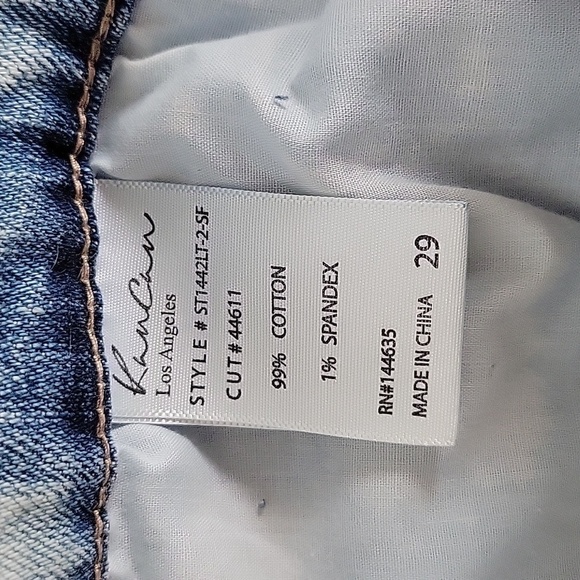 KanCan
Los Angeles
STYLE # ST1442LT-2-SF
CUT# 44611
99% COTTON
1% SPANDEX
RN#144635
MADE IN CHINA 29